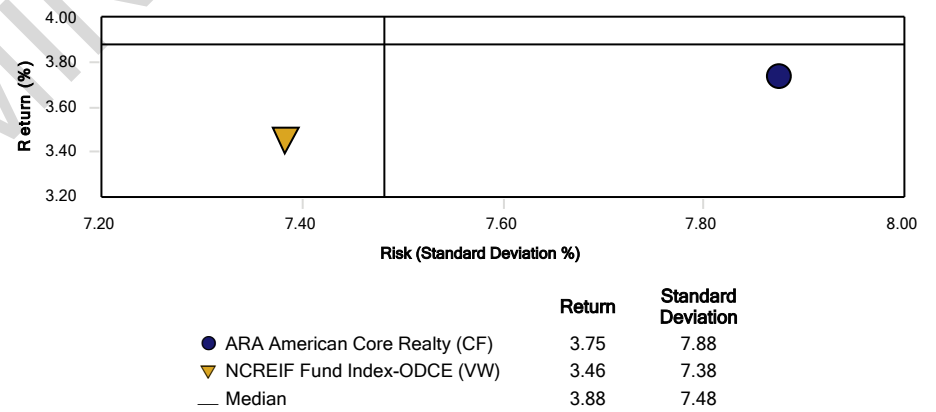 4.00
3.80
3.60
3.40
3.20
Return (%)
7.20 7.40 7.60 7.80 8.00
Risk (Standard Deviation %)
Return Standard Deviation
ARA American Core Realty (CF) 3.75 7.88
NCREIF Fund Index-ODCE (VW) 3.46 7.38
Median 3.88 7.48